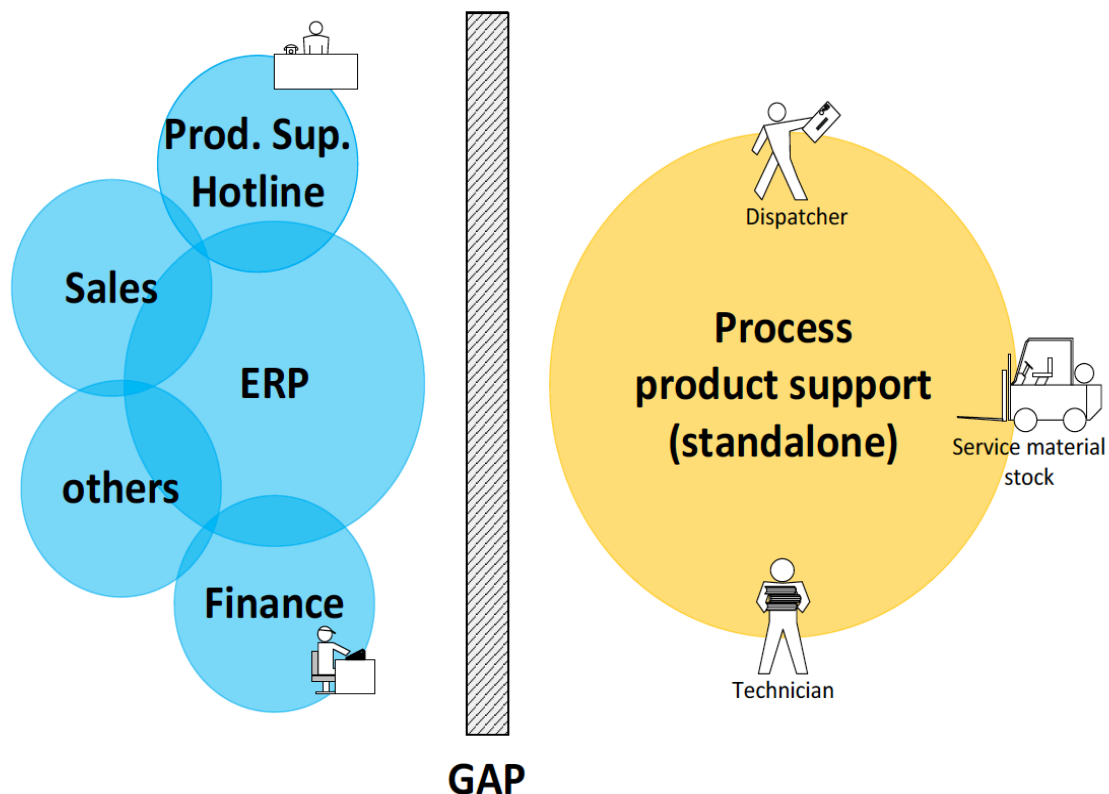 Prod. Sup.
Hotline
Sales
ERP
others
Finance
GAP
Dispatcher
Process
product support
(standalone)
Service material
stock
Technician